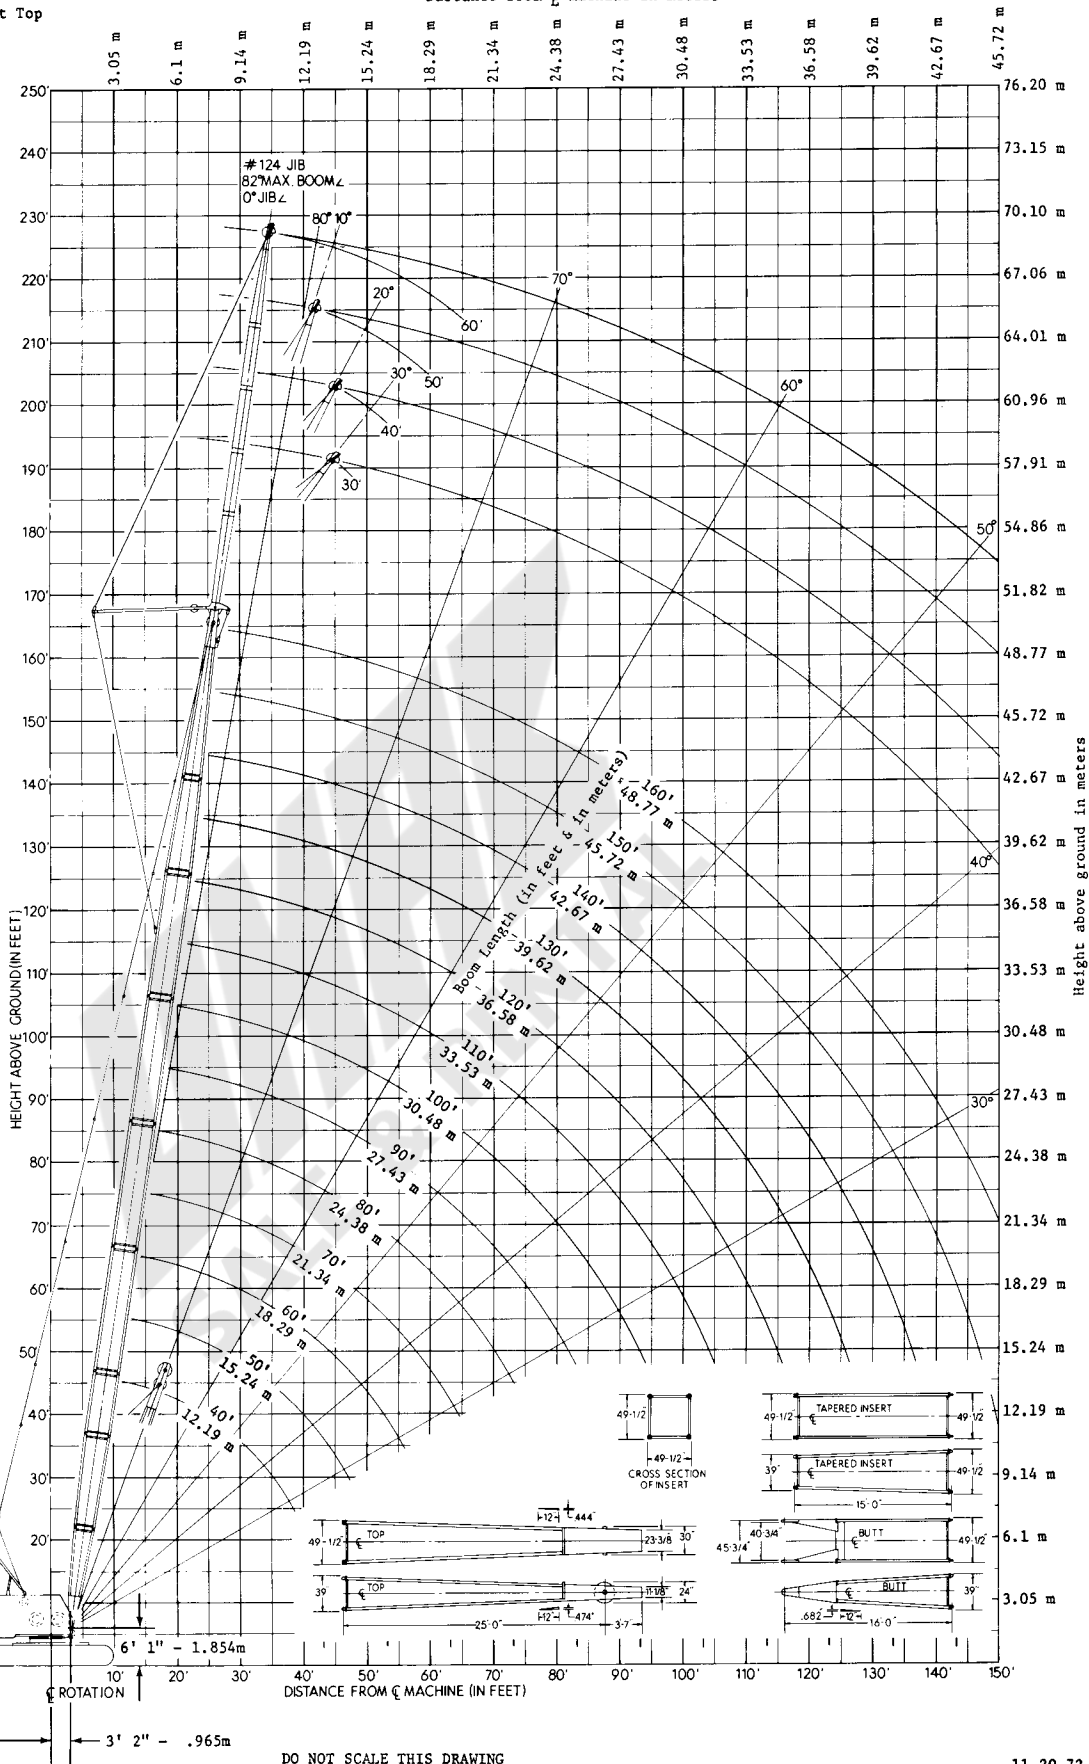 t Top
3.05 m
6.1 m
9.14 m
12.19 m
15.24 m
18.29 m
21.34 m
24.38 m
27.43 m
30.48 m
33.53 m
36.58 m
39.62 m
42.67 m
45.72 m
250'
240'
230'
220'
210'
200'
190'
180'
170'
160'
150'
140'
130'
120'
110'
100'
90'
80'
70'
60'
50'
40'
30'
20'
HEIGHT ABOVE GROUND (IN FEET)
76.20 m
73.15 m
70.10 m
67.06 m
64.01 m
60.96 m
57.91 m
54.86 m
51.82 m
48.77 m
45.72 m
42.67 m
39.62 m
36.58 m
33.53 m
30.48 m
27.43 m
24.38 m
21.34 m
18.29 m
15.24 m
12.19 m
9.14 m
6.1 m
3.05 m
Height above ground in meters
#124 JIB
82° MAX. BOOM∠
0° JIB∠
80° 10°
20°
30°
60'
50'
40'
30'
70°
60°
50°
40°
30°
Boom Length (in feet & in meters)
160'
48.77 m
150'
45.72 m
140'
42.67 m
130'
39.62 m
120'
36.58 m
110'
33.53 m
100'
30.48 m
90'
27.43 m
80'
24.38 m
70'
21.34 m
60'
18.29 m
50'
15.24 m
40'
12.19 m
SALE & RENTAL
49-1/2"
49-1/2"
CROSS SECTION
OF INSERT
49-1/2"
℄ TAPERED INSERT
49-1/2"
39"
℄ TAPERED INSERT
49-1/2"
15'-0"
49-1/2"
℄ TOP
12"
.444"
23-3/8
30"
39"
℄ TOP
12"
.474"
11-1/8"
24"
25'-0"
3'-7"
45-3/4"
40-3/4"
℄ BUTT
49-1/2"
℄ BUTT
39"
.682"
12"
16'-0"
6' 1" - 1.854m
10' 20' 30' 40' 50' 60' 70' 80' 90' 100' 110' 120' 130' 140' 150'
℄ ROTATION
DISTANCE FROM ℄ MACHINE (IN FEET)
3' 2" - .965m
DO NOT SCALE THIS DRAWING